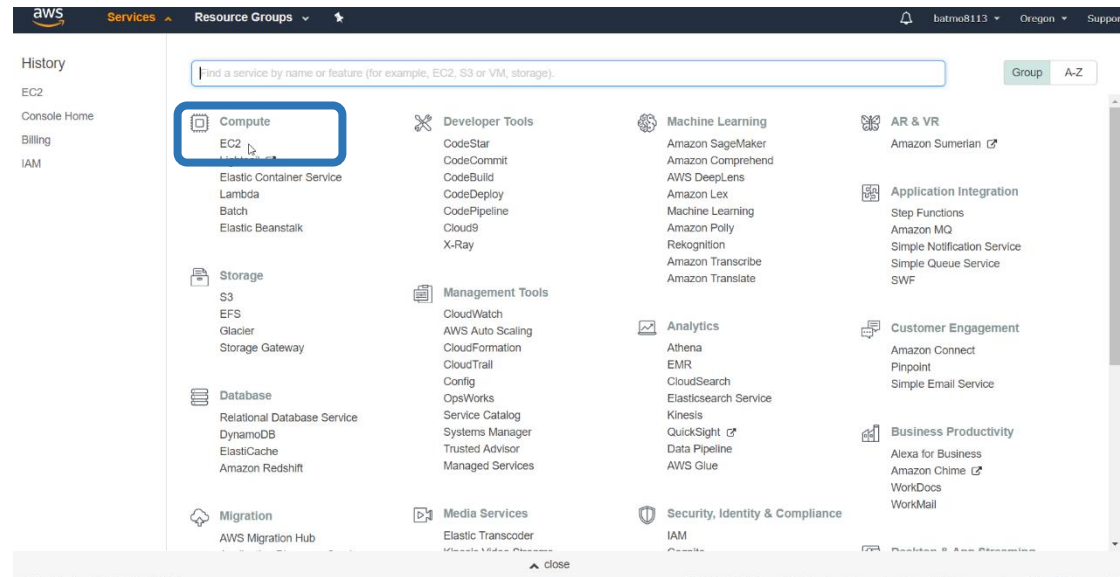 aws
Services
Resource Groups
batmo8113
Oregon
Suppor
History
EC2
Console Home
Billing
IAM
Find a service by name or feature (for example, EC2, S3 or VM, storage).
Group
A-Z
Compute
EC2
Elastic Container Service
Lambda
Batch
Elastic Beanstalk
Storage
S3
EFS
Glacier
Storage Gateway
Database
Relational Database Service
DynamoDB
ElastiCache
Amazon Redshift
Migration
AWS Migration Hub
Developer Tools
CodeStar
CodeCommit
CodeBuild
CodeDeploy
CodePipeline
Cloud9
X-Ray
Management Tools
CloudWatch
AWS Auto Scaling
CloudFormation
CloudTrail
Config
OpsWorks
Service Catalog
Systems Manager
Trusted Advisor
Managed Services
Media Services
Elastic Transcoder
Kinesis Video Streams
Machine Learning
Amazon SageMaker
Amazon Comprehend
AWS DeepLens
Amazon Lex
Machine Learning
Amazon Polly
Rekognition
Amazon Transcribe
Amazon Translate
Analytics
Athena
EMR
CloudSearch
Elasticsearch Service
Kinesis
QuickSight
Data Pipeline
AWS Glue
Security, Identity & Compliance
IAM
Cognito
AR & VR
Amazon Sumerian
Application Integration
Step Functions
Amazon MQ
Simple Notification Service
Simple Queue Service
SWF
Customer Engagement
Amazon Connect
Pinpoint
Simple Email Service
Business Productivity
Alexa for Business
Amazon Chime
WorkDocs
WorkMail
Desktop & App Streaming
close